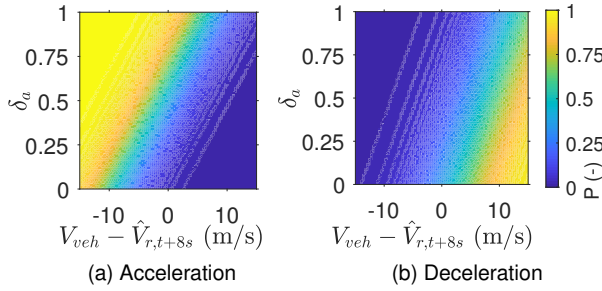 1
0.75
δ_a 0.5
0.25
0
-10 0 10
V_{veh} − V̂_{r,t+8s} (m/s)
(a) Acceleration
1
0.75
δ_a 0.5
0.25
0
-10 0 10
V_{veh} − V̂_{r,t+8s} (m/s)
(b) Deceleration
1
0.75
0.5
0.25
0
P (-)